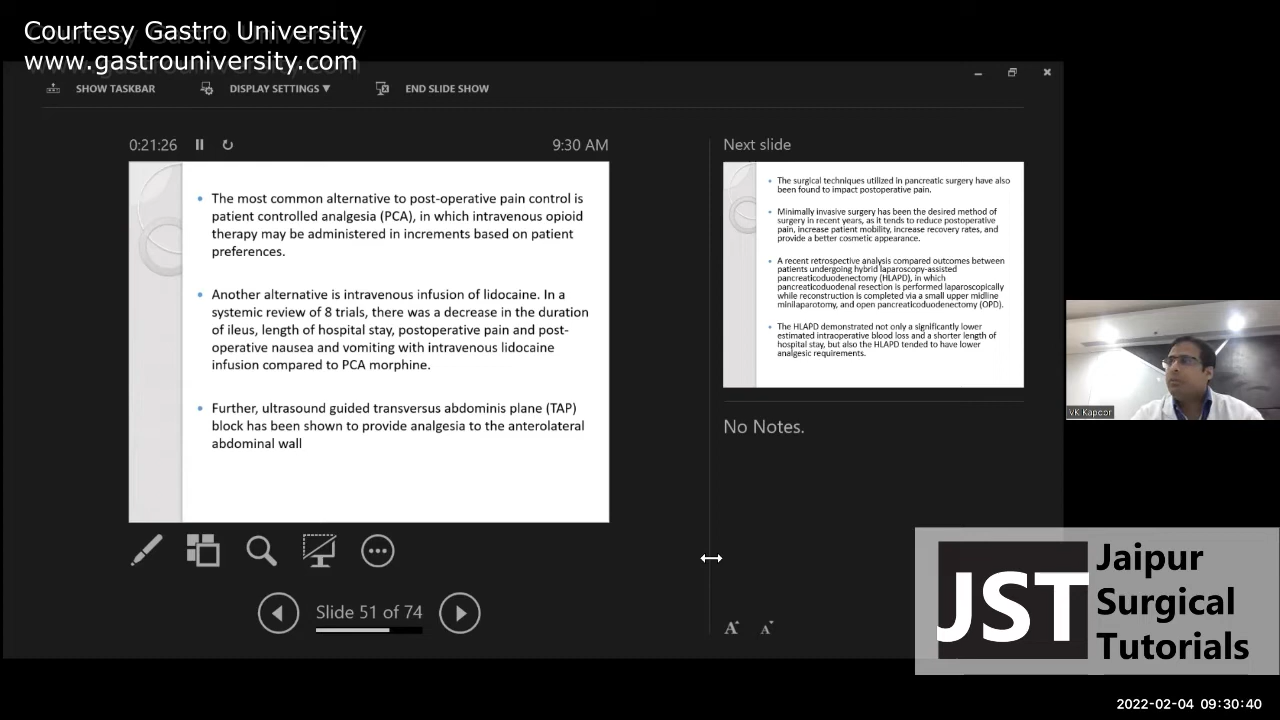 Courtesy Gastro University
www.gastrouniversity.com
SHOW TASKBAR
DISPLAY SETTINGS ▼
END SLIDE SHOW
0:21:26
9:30 AM
Next slide
• The most common alternative to post-operative pain control is
patient controlled analgesia (PCA), in which intravenous opioid
therapy may be administered in increments based on patient
preferences.
• Another alternative is intravenous infusion of lidocaine. In a
systemic review of 8 trials, there was a decrease in the duration
of ileus, length of hospital stay, postoperative pain and post-
operative nausea and vomiting with intravenous lidocaine
infusion compared to PCA morphine.
• Further, ultrasound guided transversus abdominis plane (TAP)
block has been shown to provide analgesia to the anterolateral
abdominal wall
• The surgical techniques utilized in pancreatic surgery have also
been found to impact postoperative pain.
• Minimally invasive surgery has been the desired method of
surgery in recent years, as it tends to reduce postoperative
pain, increase patient mobility, increase recovery rates, and
provide a better cosmetic appearance.
• A recent retrospective analysis compared outcomes between
patients undergoing hybrid laparoscopy-assisted
pancreaticoduodenectomy (HLAPD), in which
pancreaticoduodenal resection is performed laparoscopically
while reconstruction is completed via a small upper midline
minilaparotomy, and open pancreaticoduodenectomy (OPD).
• The HLAPD demonstrated not only a significantly lower
estimated intraoperative blood loss and a shorter length of
hospital stay, but also the HLAPD tended to have lower
analgesic requirements.
No Notes.
VK Kapoor
Slide 51 of 74
A A
JST
Jaipur
Surgical
Tutorials
2022-02-04 09:30:40